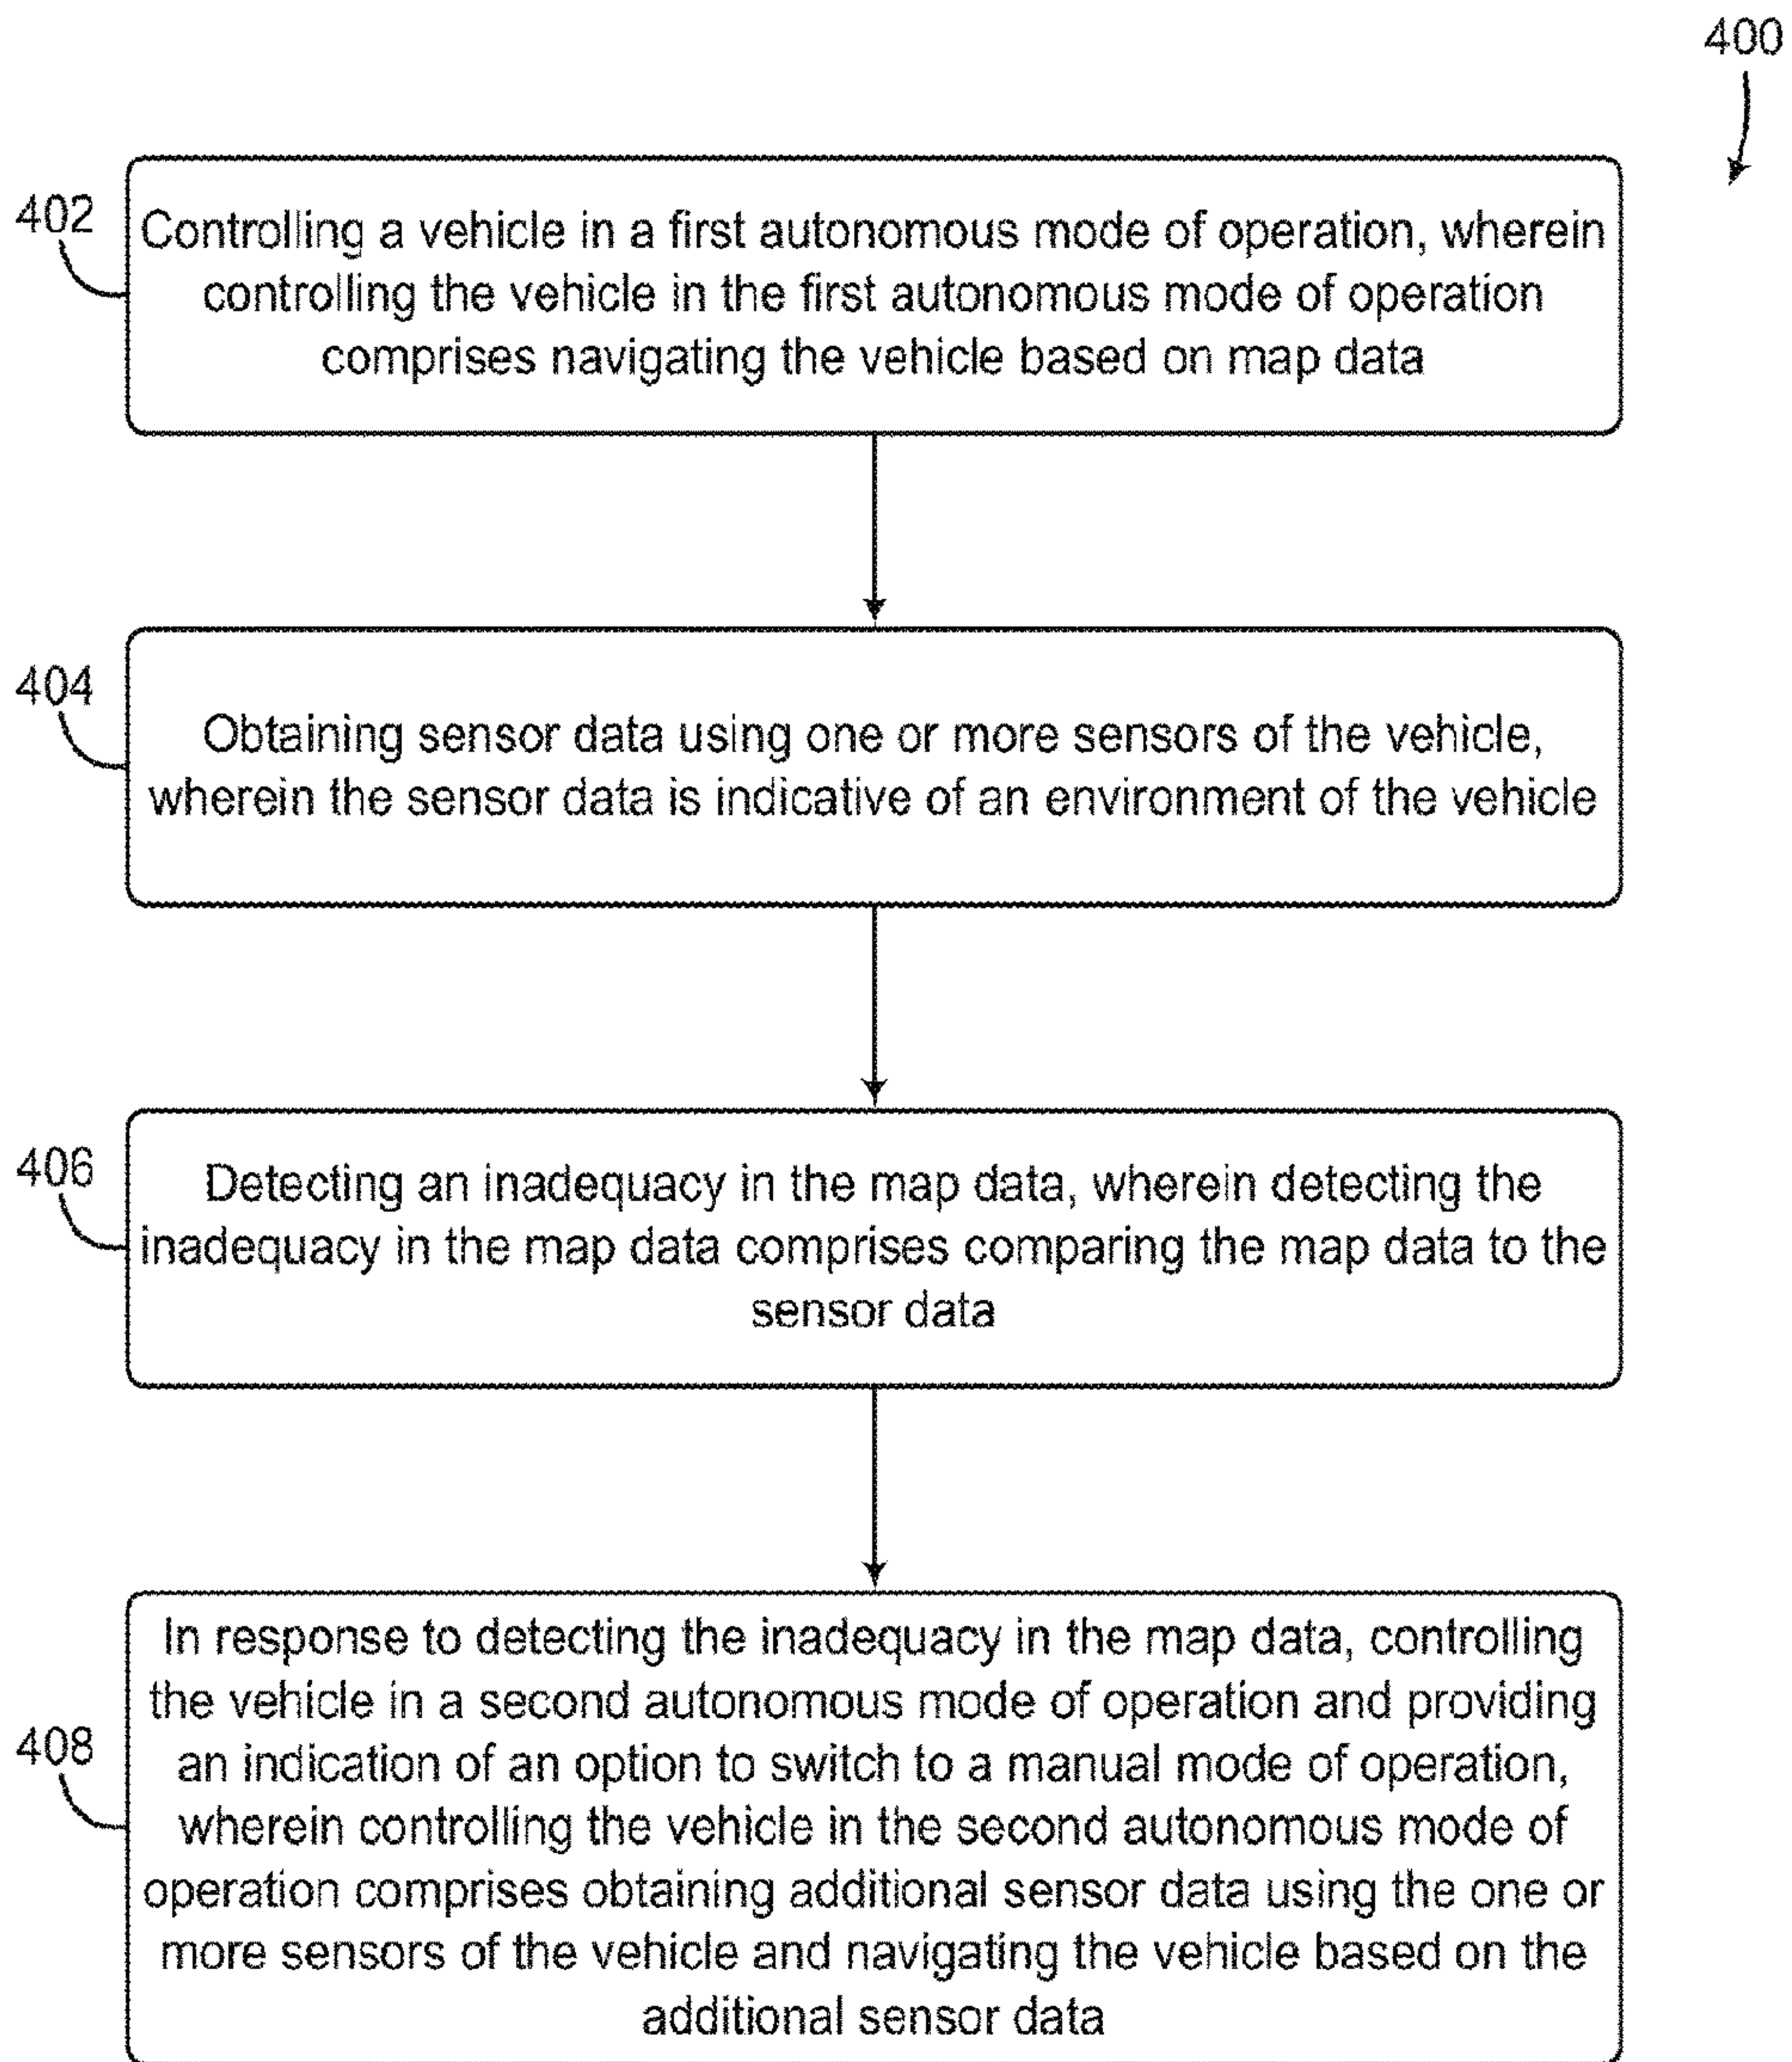 400
402
Controlling a vehicle in a first autonomous mode of operation, wherein
controlling the vehicle in the first autonomous mode of operation
comprises navigating the vehicle based on map data
404
Obtaining sensor data using one or more sensors of the vehicle,
wherein the sensor data is indicative of an environment of the vehicle
406
Detecting an inadequacy in the map data, wherein detecting the
inadequacy in the map data comprises comparing the map data to the
sensor data
408
In response to detecting the inadequacy in the map data, controlling
the vehicle in a second autonomous mode of operation and providing
an indication of an option to switch to a manual mode of operation,
wherein controlling the vehicle in the second autonomous mode of
operation comprises obtaining additional sensor data using the one or
more sensors of the vehicle and navigating the vehicle based on the
additional sensor data